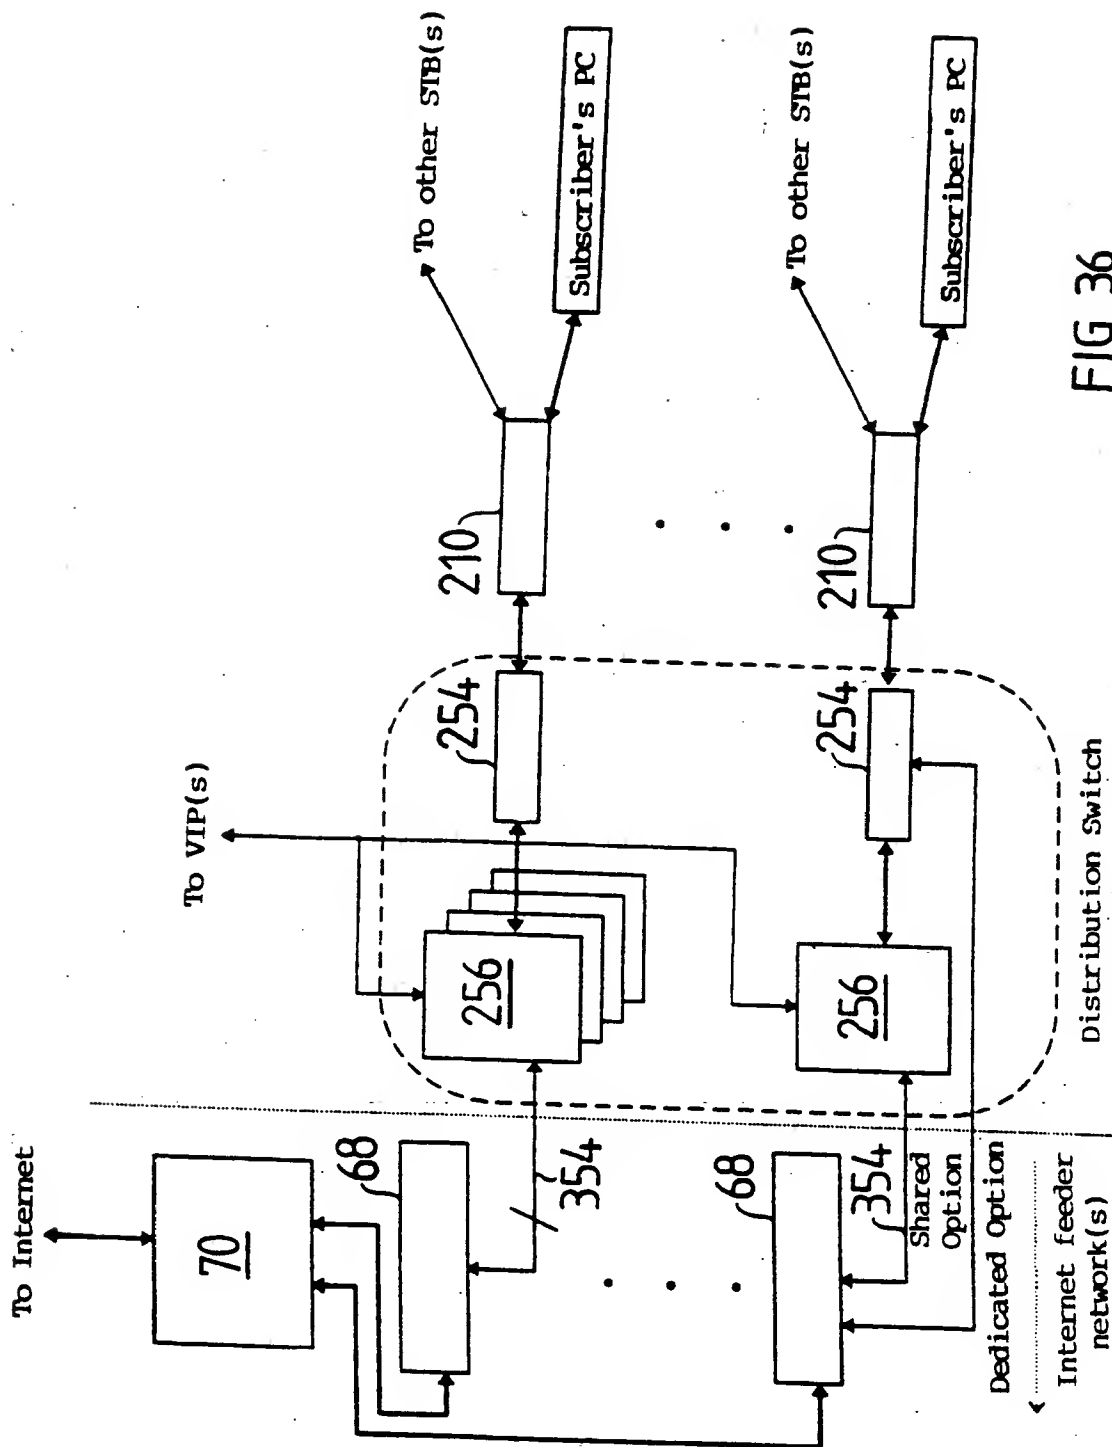 To Internet
70
68
354
68
354
Shared
Option
Dedicated Option
Internet feeder
network(s)
To VIP(s)
256
254
256
254
Distribution Switch
210
210
To other STB(s)
Subscriber's PC
To other STB(s)
Subscriber's PC
FIG 36